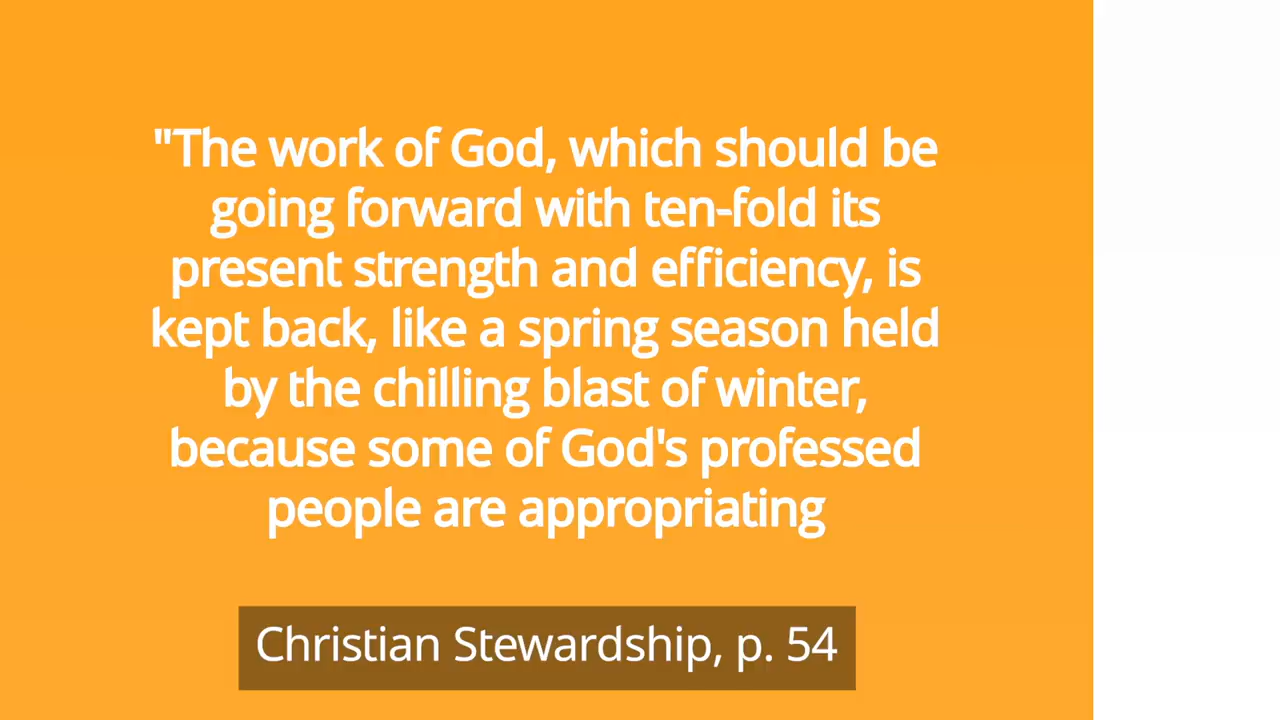 "The work of God, which should be
going forward with ten-fold its
present strength and efficiency, is
kept back, like a spring season held
by the chilling blast of winter,
because some of God's professed
people are appropriating
Christian Stewardship, p. 54